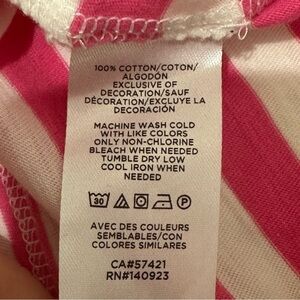 100% COTTON/COTON/
ALGODÓN
EXCLUSIVE OF
DECORATION/SAUF
DÉCORATION/EXCLUYE LA
DECORACIÓN
MACHINE WASH COLD
WITH LIKE COLORS
ONLY NON-CHLORINE
BLEACH WHEN NEEDED
TUMBLE DRY LOW
COOL IRON WHEN
NEEDED
30 P
AVEC DES COULEURS
SEMBLABLES/CON
COLORES SIMILARES
CA#57421
RN#140923